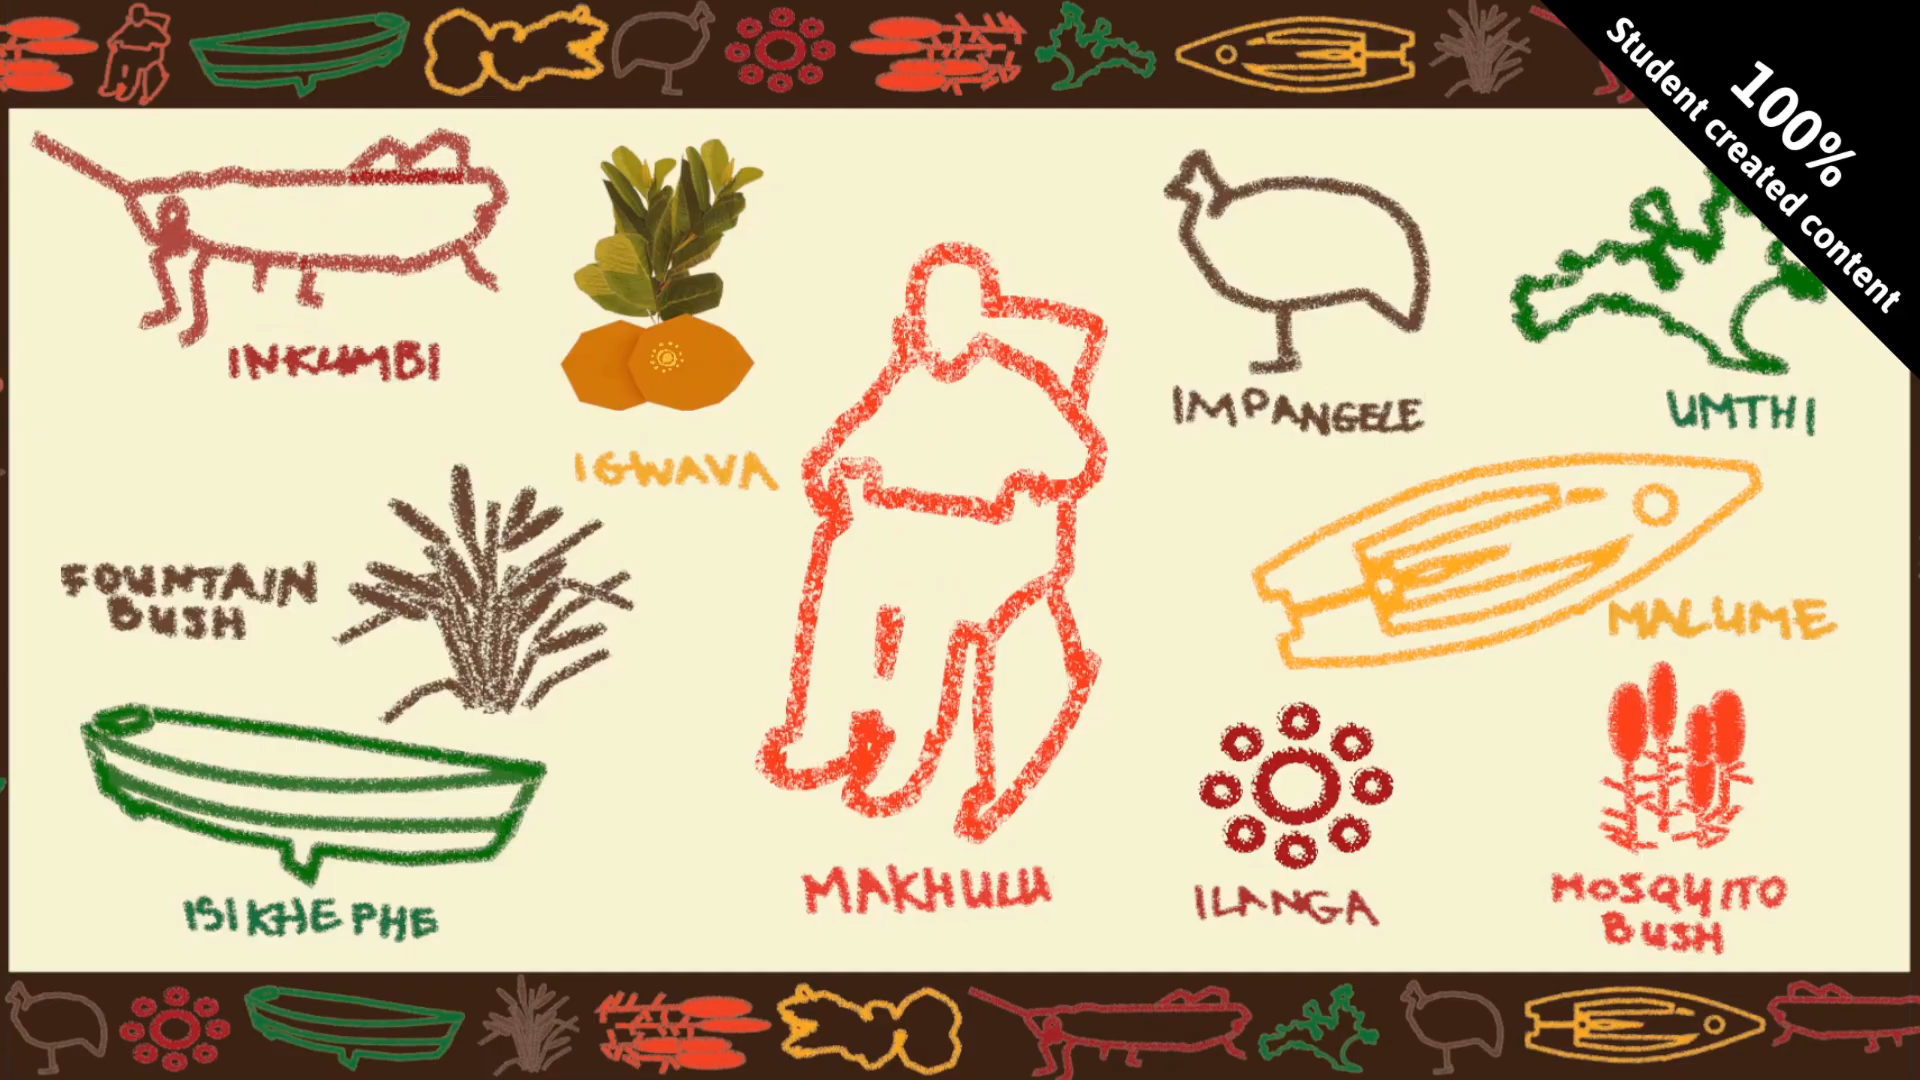 100%
Student created content
INKUMBI
IGWAVA
IMPANGELE
UMTHI
FOUNTAIN
BUSH
MALUME
ISIKHEPHE
MAKHULU
ILANGA
MOSQUITO
BUSH